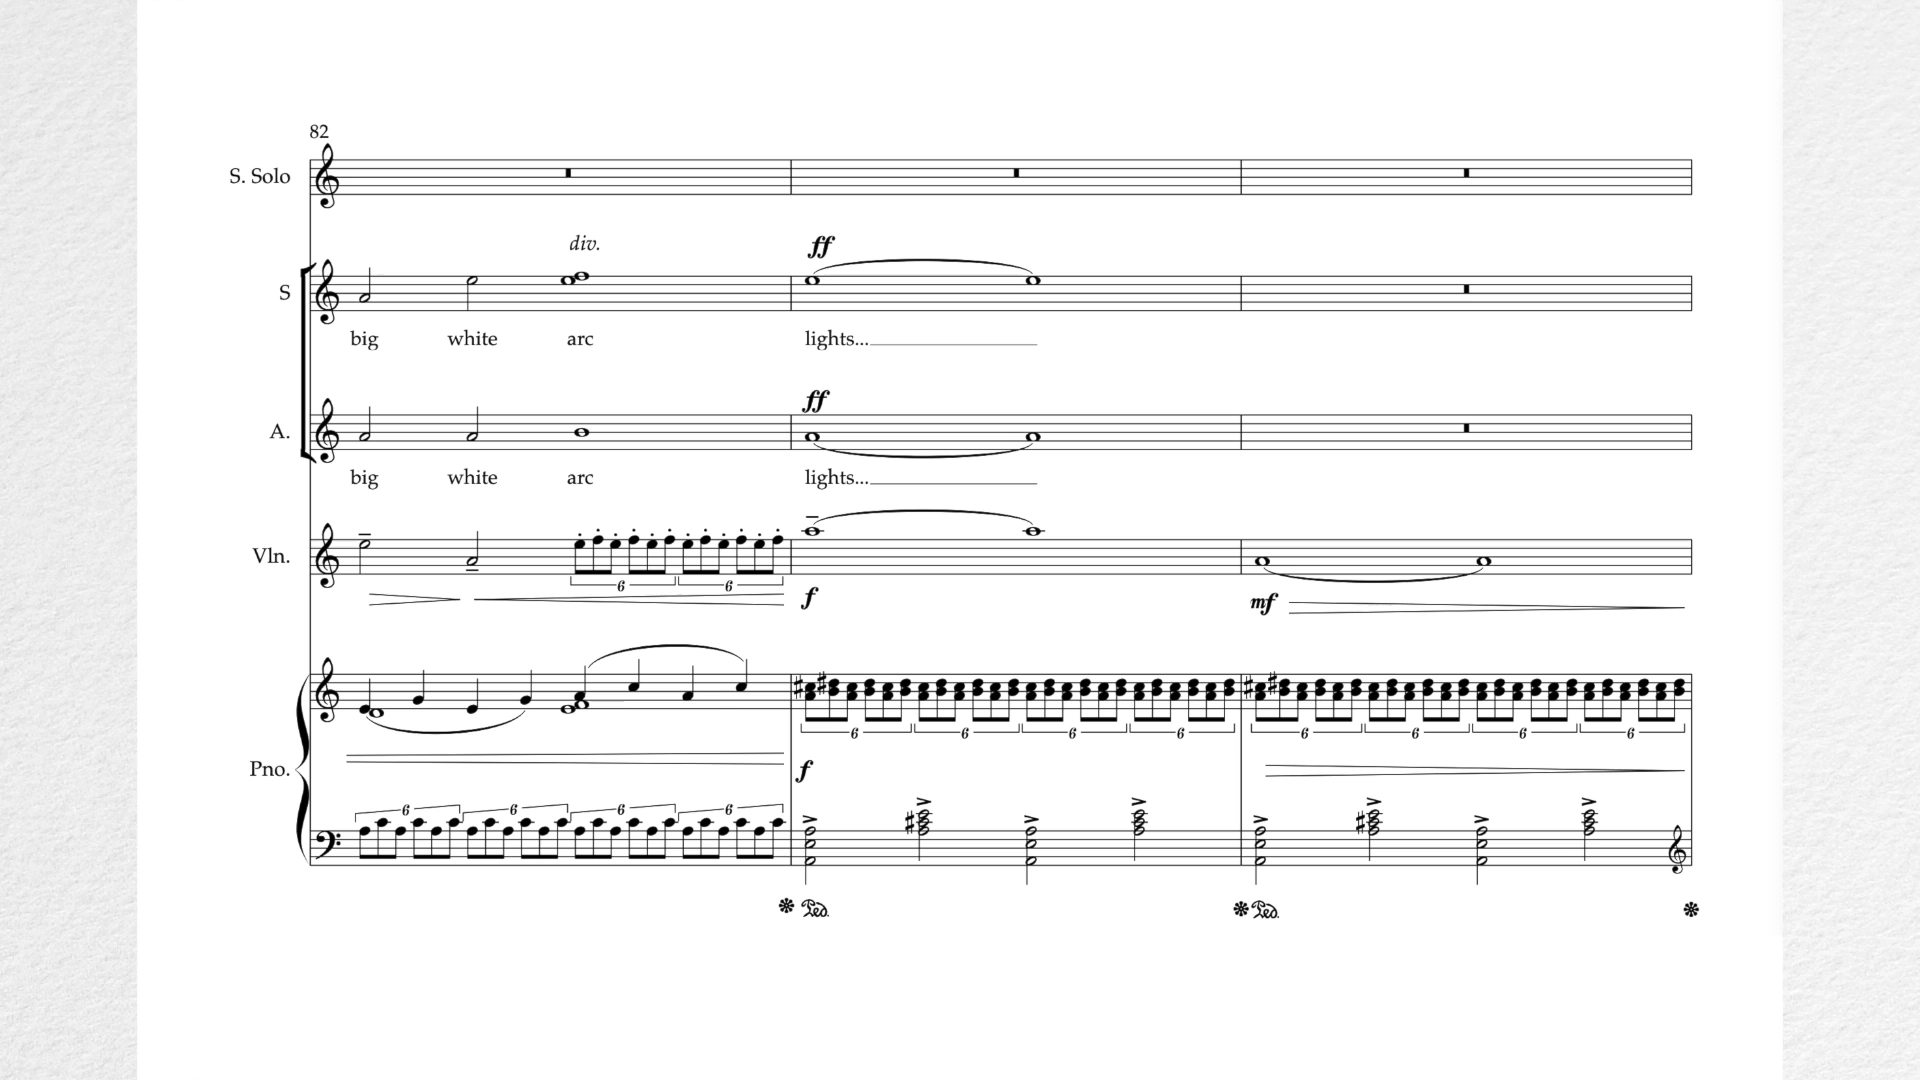 82
S. Solo
div.
ff
S
big white arc lights...
ff
A.
big white arc lights...
Vln.
6 6
f mf
Pno.
6 6 6 6 6 6 6 6
f
6 6 6 6
Ped. Ped.